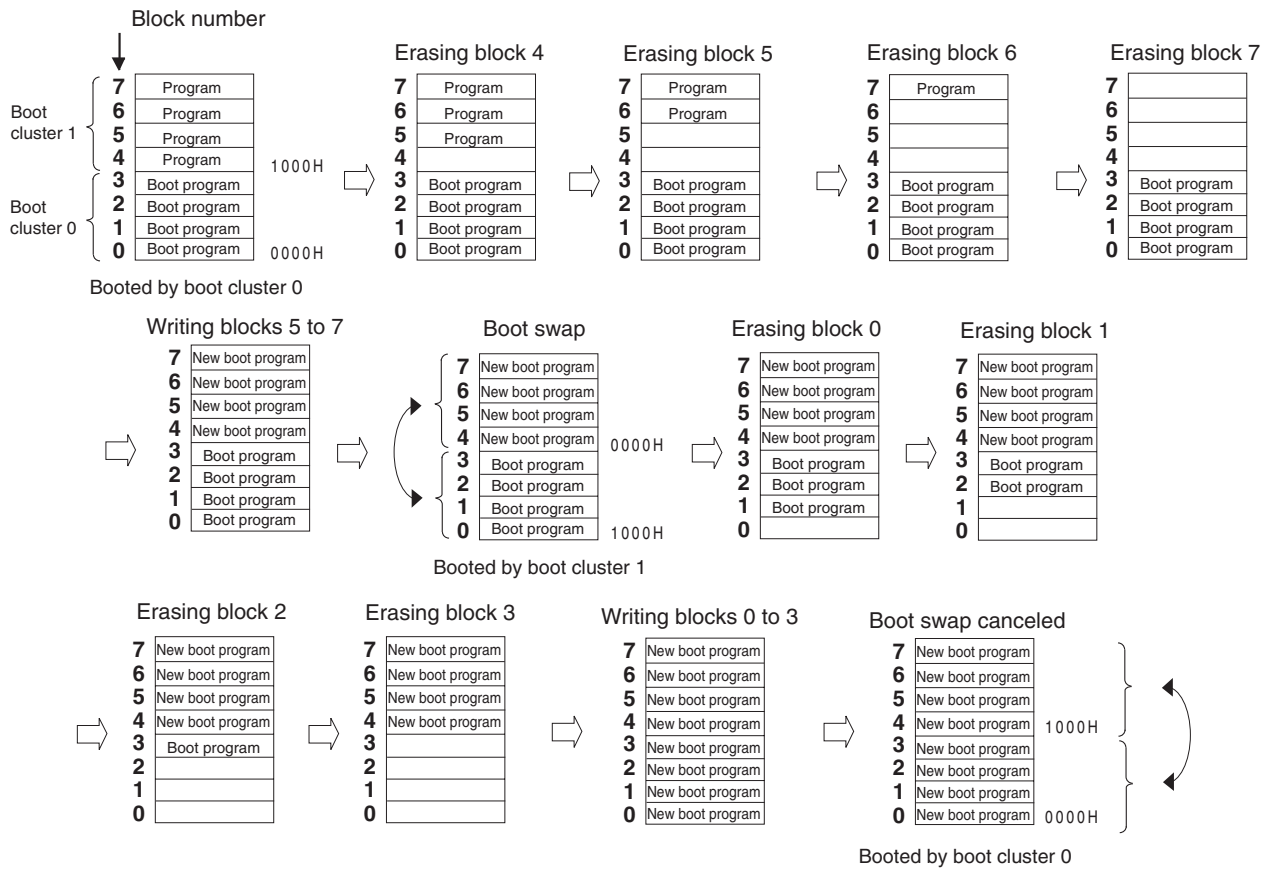 Block number
Erasing block 4
Erasing block 5
Erasing block 6
Erasing block 7
Boot
cluster 1
Boot
cluster 0
7 Program
6 Program
5 Program
4 Program
1000H
3 Boot program
2 Boot program
1 Boot program
0 Boot program
0000H
Booted by boot cluster 0
7 Program
6 Program
5 Program
4
3 Boot program
2 Boot program
1 Boot program
0 Boot program
7 Program
6 Program
5
4
3 Boot program
2 Boot program
1 Boot program
0 Boot program
7 Program
6
5
4
3 Boot program
2 Boot program
1 Boot program
0 Boot program
7
6
5
4
3 Boot program
2 Boot program
1 Boot program
0 Boot program
Writing blocks 5 to 7
7 New boot program
6 New boot program
5 New boot program
4 New boot program
3 Boot program
2 Boot program
1 Boot program
0 Boot program
Boot swap
7 New boot program
6 New boot program
5 New boot program
4 New boot program
0000H
3 Boot program
2 Boot program
1 Boot program
0 Boot program
1000H
Booted by boot cluster 1
Erasing block 0
7 New boot program
6 New boot program
5 New boot program
4 New boot program
3 Boot program
2 Boot program
1 Boot program
0
Erasing block 1
7 New boot program
6 New boot program
5 New boot program
4 New boot program
3 Boot program
2 Boot program
1
0
Erasing block 2
7 New boot program
6 New boot program
5 New boot program
4 New boot program
3 Boot program
2
1
0
Erasing block 3
7 New boot program
6 New boot program
5 New boot program
4 New boot program
3
2
1
0
Writing blocks 0 to 3
7 New boot program
6 New boot program
5 New boot program
4 New boot program
3 New boot program
2 New boot program
1 New boot program
0 New boot program
Boot swap canceled
7 New boot program
6 New boot program
5 New boot program
4 New boot program
1000H
3 New boot program
2 New boot program
1 New boot program
0 New boot program
0000H
Booted by boot cluster 0